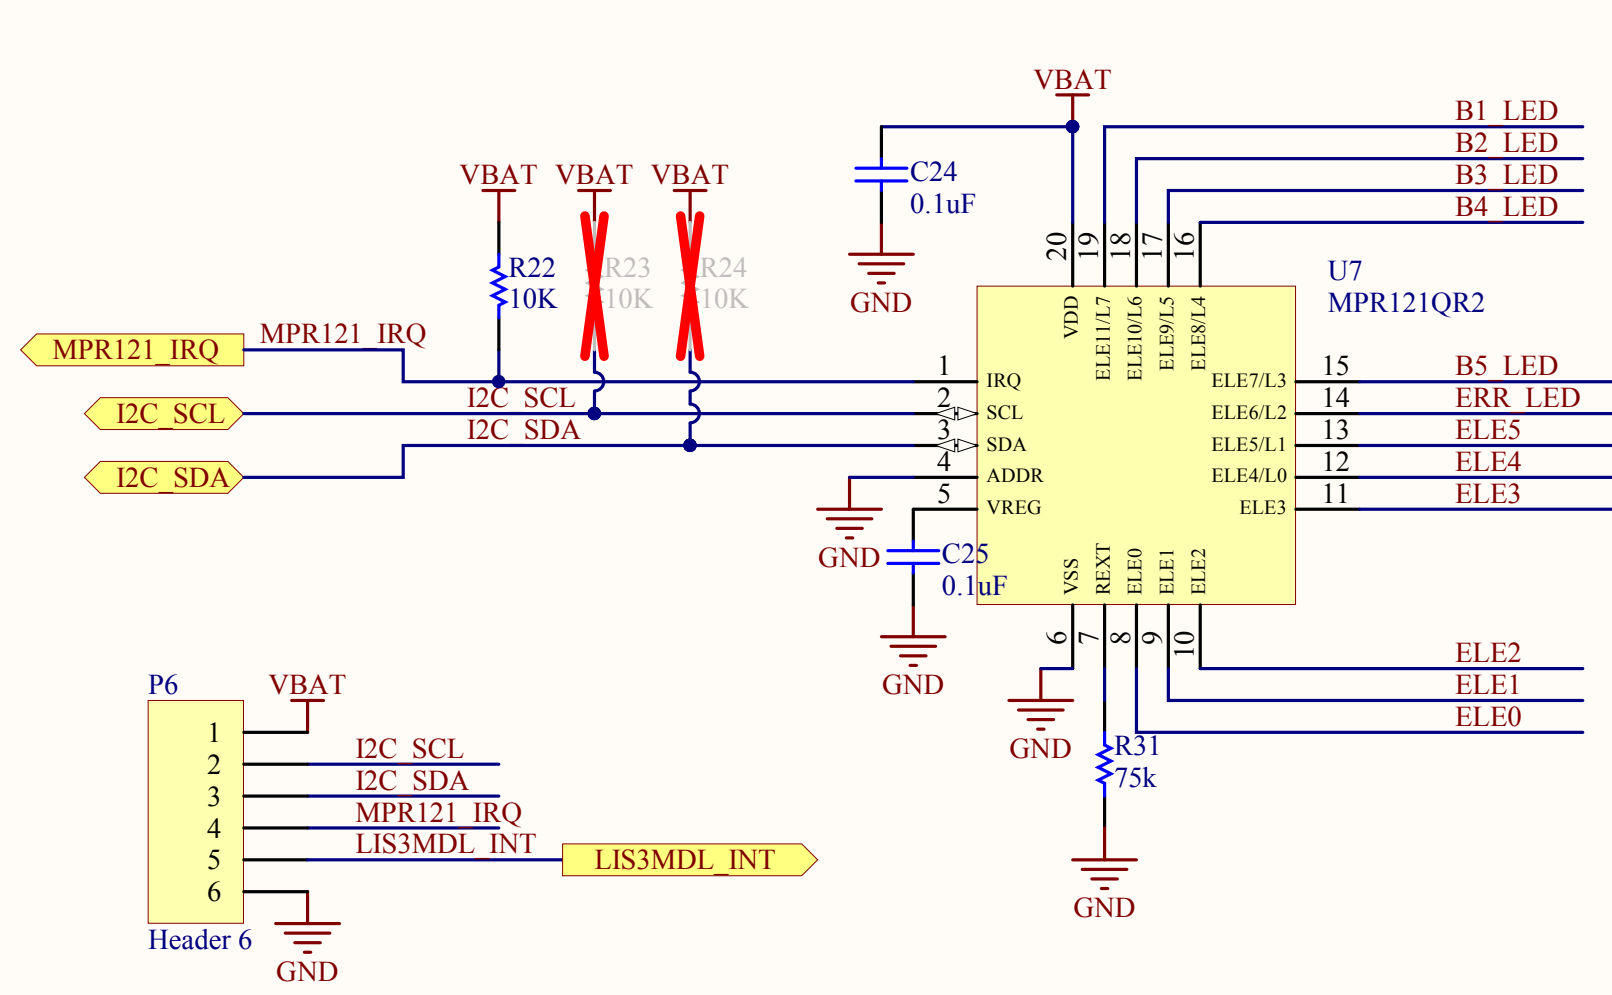 VBAT
B1_LED
B2_LED
B3_LED
B4_LED
C24
0.1uF
GND
VBAT
VBAT
VBAT
R22
10K
R23
10K
R24
10K
20
19
18
17
16
U7
MPR121QR2
VDD
ELE11/L7
ELE10/L6
ELE9/L5
ELE8/L4
MPR121_IRQ
MPR121_IRQ
I2C_SCL
I2C_SCL
I2C_SDA
I2C_SDA
1
2
3
4
5
IRQ
SCL
SDA
ADDR
VREG
ELE7/L3
ELE6/L2
ELE5/L1
ELE4/L0
ELE3
15
14
13
12
11
B5_LED
ERR_LED
ELE5
ELE4
ELE3
GND
C25
0.1uF
GND
VSS
REXT
ELE0
ELE1
ELE2
6
7
8
9
10
ELE2
ELE1
ELE0
GND
R31
75k
GND
P6
VBAT
1
2
3
4
5
6
I2C_SCL
I2C_SDA
MPR121_IRQ
LIS3MDL_INT
LIS3MDL_INT
Header 6
GND